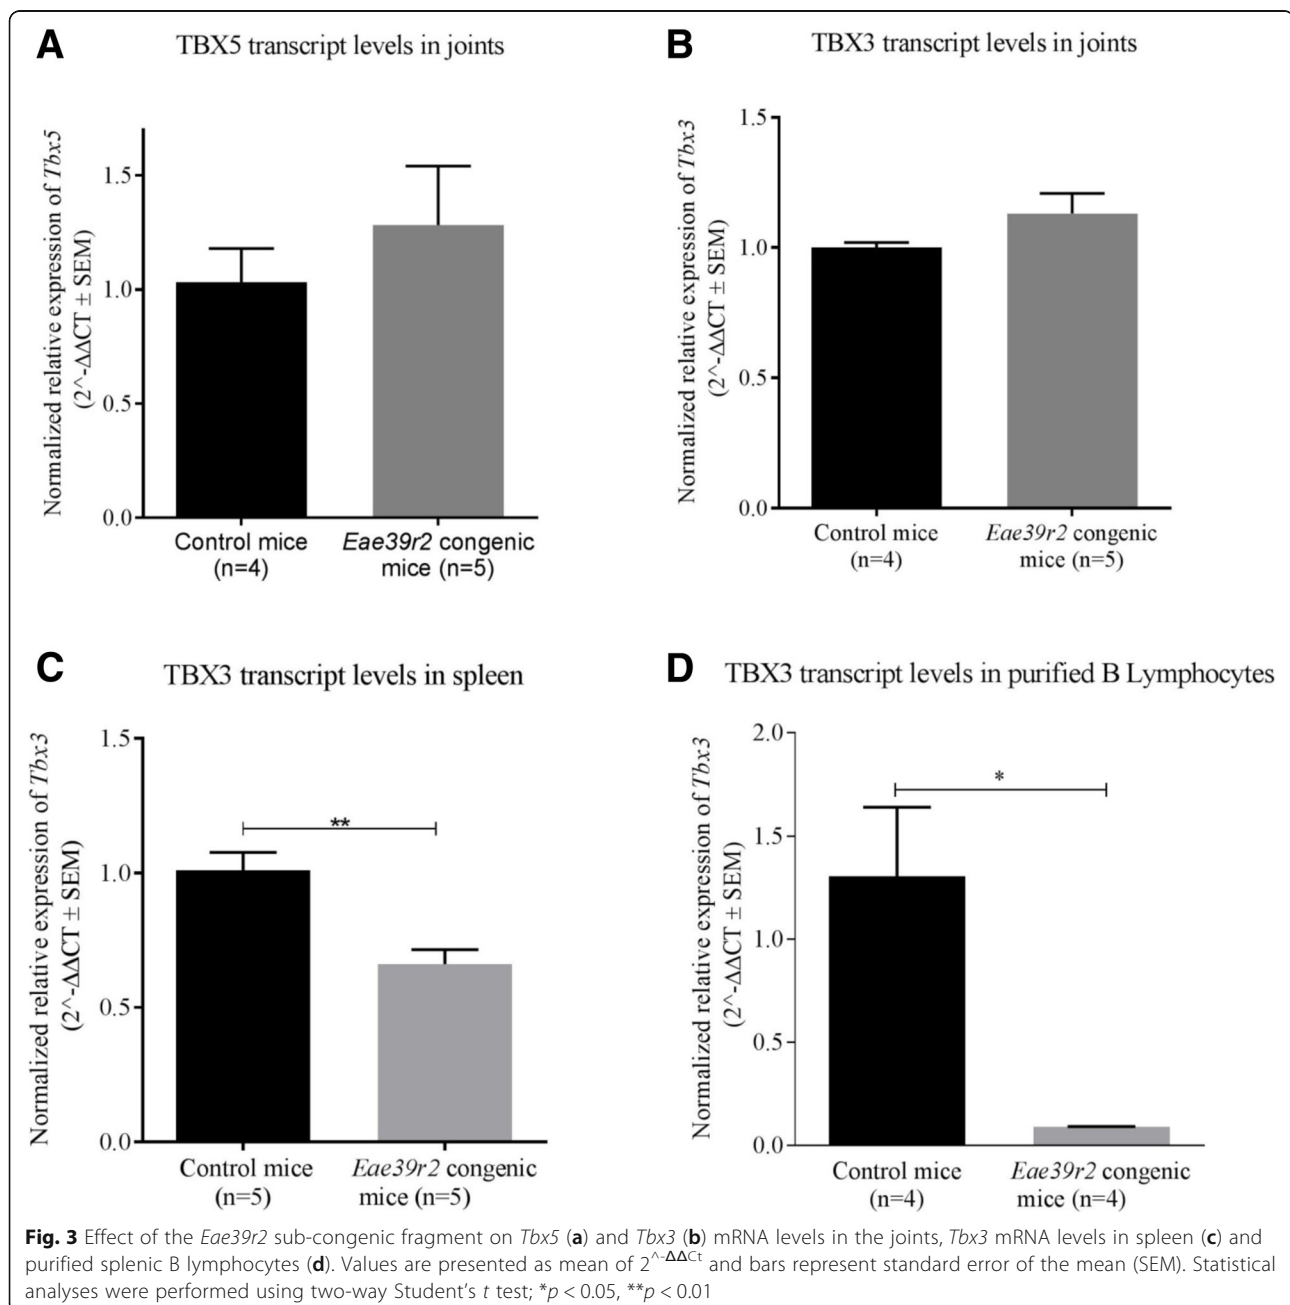 A
TBX5 transcript levels in joints
Normalized relative expression of Tbx5
(2^-ΔΔCT ± SEM)
1.5
1.0
0.5
0.0
Control mice
(n=4)
Eae39r2 congenic
mice (n=5)
B
TBX3 transcript levels in joints
Normalized relative expression of Tbx3
(2^-ΔΔCT ± SEM)
1.5
1.0
0.5
0.0
Control mice
(n=4)
Eae39r2 congenic
mice (n=5)
C
TBX3 transcript levels in spleen
Normalized relative expression of Tbx3
(2^-ΔΔCT ± SEM)
1.5
1.0
0.5
0.0
**
Control mice
(n=5)
Eae39r2 congenic
mice (n=5)
D
TBX3 transcript levels in purified B Lymphocytes
Normalized relative expression of Tbx3
(2^-ΔΔCT ± SEM)
2.0
1.5
1.0
0.5
0.0
*
Control mice
(n=4)
Eae39r2 congenic
mice (n=4)
Fig. 3 Effect of the Eae39r2 sub-congenic fragment on Tbx5 (a) and Tbx3 (b) mRNA levels in the joints, Tbx3 mRNA levels in spleen (c) and
purified splenic B lymphocytes (d). Values are presented as mean of 2^-ΔΔCt and bars represent standard error of the mean (SEM). Statistical
analyses were performed using two-way Student's t test; *p < 0.05, **p < 0.01